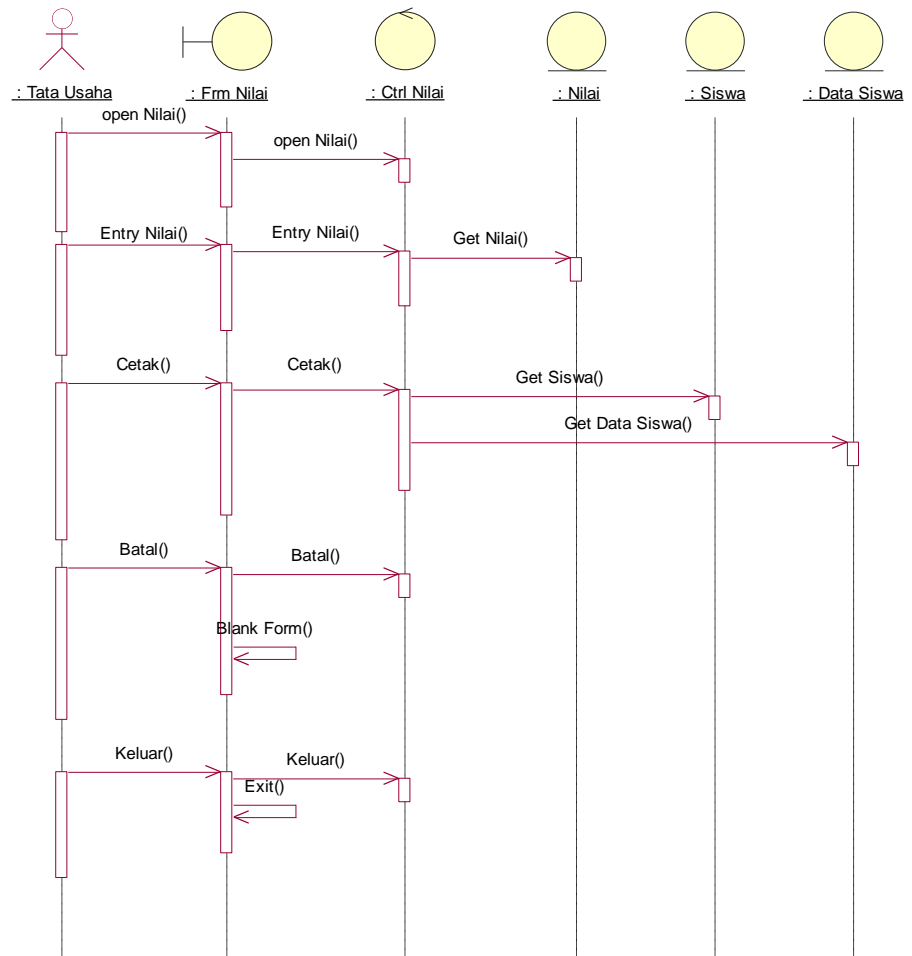 : Tata Usaha
: Frm Nilai
: Ctrl Nilai
: Nilai
: Siswa
: Data Siswa
open Nilai()
open Nilai()
Entry Nilai()
Entry Nilai()
Get Nilai()
Cetak()
Cetak()
Get Siswa()
Get Data Siswa()
Batal()
Batal()
Blank Form()
Keluar()
Keluar()
Exit()